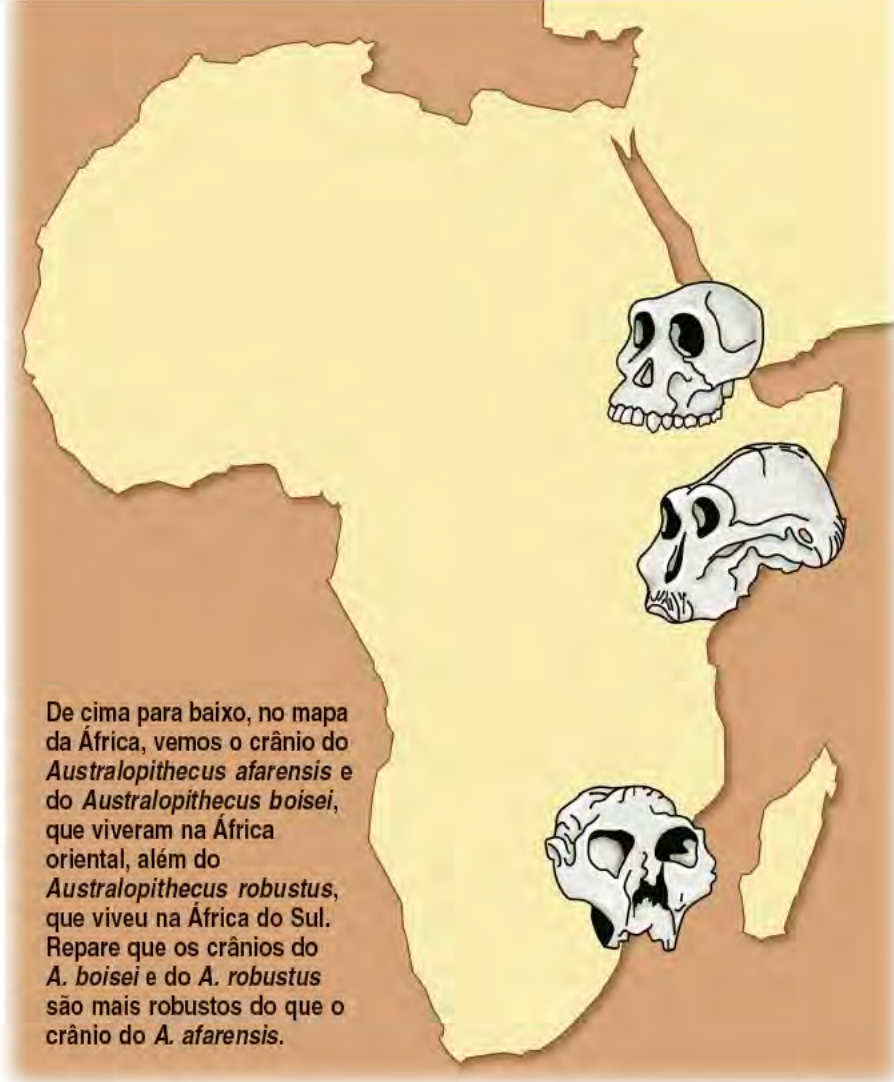 De cima para baixo, no mapa
da África, vemos o crânio do
Australopithecus afarensis e
do Australopithecus boisei,
que viveram na África
oriental, além do
Australopithecus robustus,
que viveu na África do Sul.
Repare que os crânios do
A. boisei e do A. robustus
são mais robustos do que o
crânio do A. afarensis.